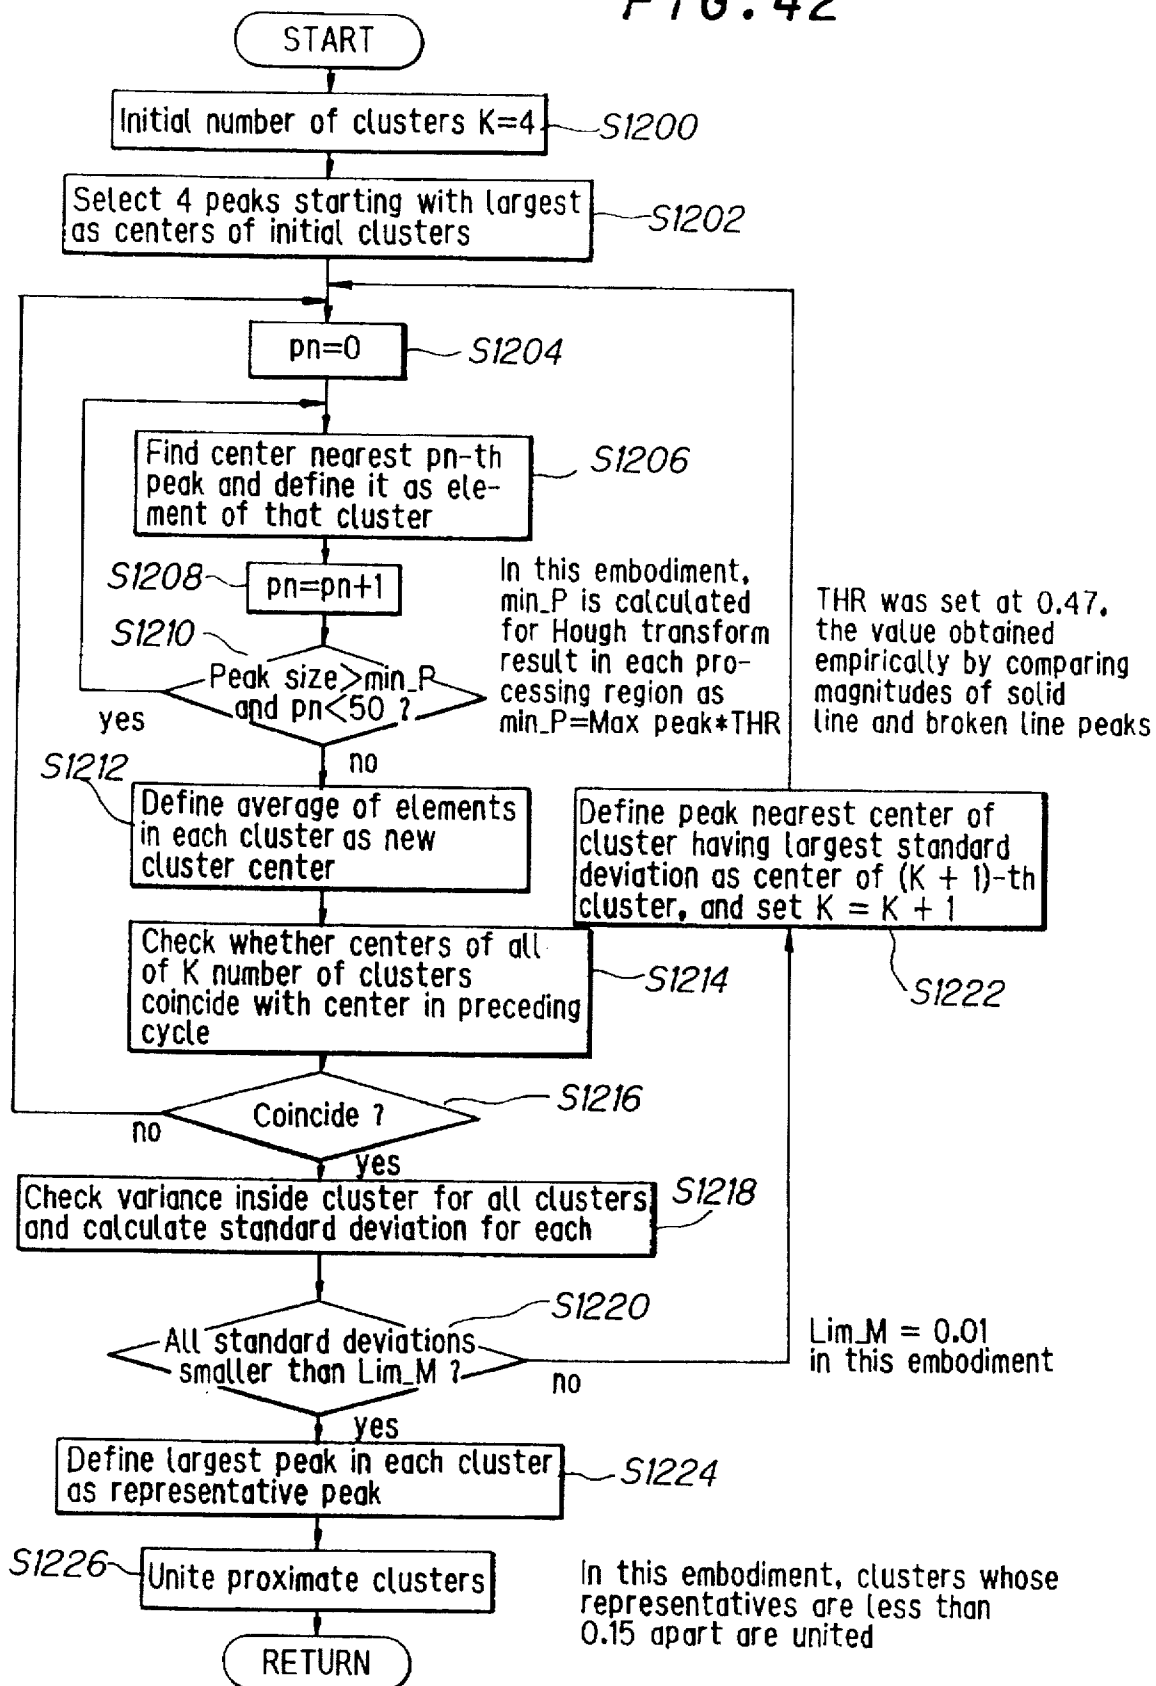 FIG. 42
START
Initial number of clusters K=4
S1200
Select 4 peaks starting with largest
as centers of initial clusters
S1202
pn=0
S1204
Find center nearest pn-th
peak and define it as ele-
ment of that cluster
S1206
S1208
pn=pn+1
S1210
Peak size>min_P
and pn<50 ?
yes
no
In this embodiment,
min_P is calculated
for Hough transform
result in each pro-
cessing region as
min_P=Max peak*THR
THR was set at 0.47.
the value obtained
empirically by comparing
magnitudes of solid
line and broken line peaks
S1212
Define average of elements
in each cluster as new
cluster center
Define peak nearest center of
cluster having largest standard
deviation as center of (K + 1)-th
cluster, and set K = K + 1
S1222
Check whether centers of all
of K number of clusters
coincide with center in preceding
cycle
S1214
Coincide ?
S1216
no
yes
Check variance inside cluster for all clusters
and calculate standard deviation for each
S1218
All standard deviations
smaller than Lim_M ?
S1220
no
yes
Lim_M = 0.01
in this embodiment
Define largest peak in each cluster
as representative peak
S1224
S1226
Unite proximate clusters
In this embodiment, clusters whose
representatives are less than
0.15 apart are united
RETURN